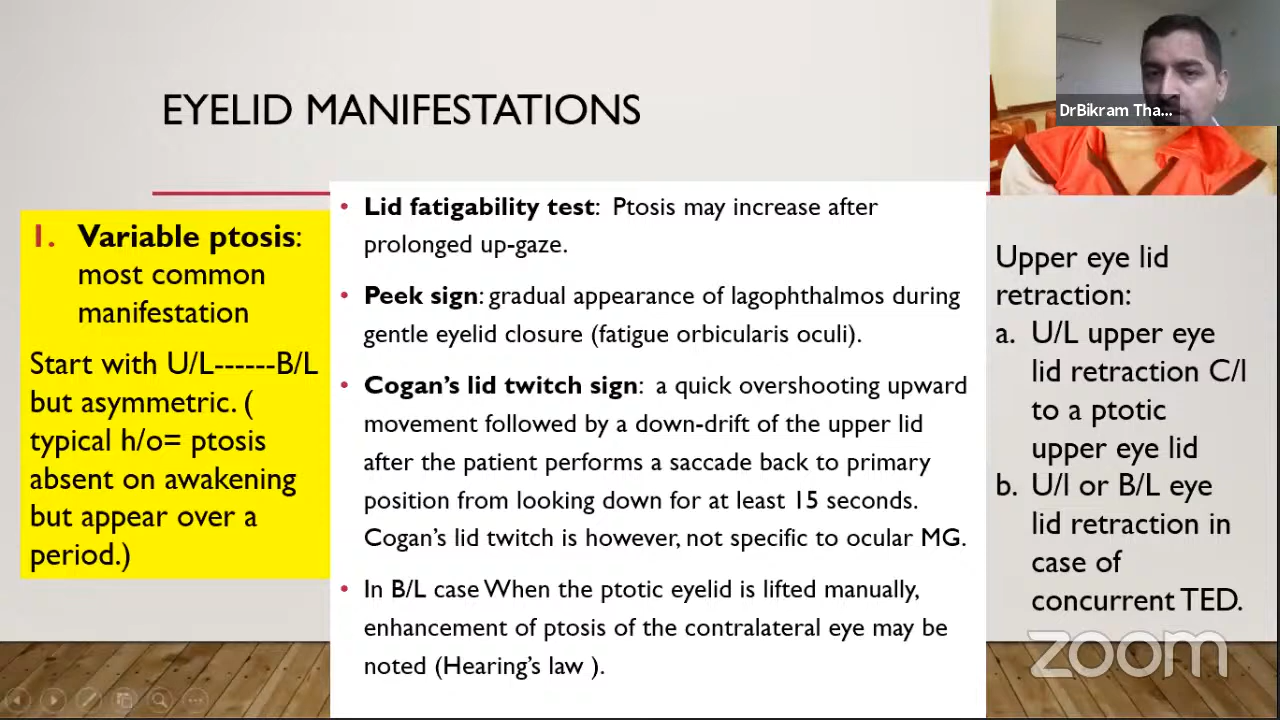 DrBikram Tha...
EYELID MANIFESTATIONS
1. Variable ptosis:
most common
manifestation
Start with U/L------B/L
but asymmetric. (
typical h/o= ptosis
absent on awakening
but appear over a
period.)
• Lid fatigability test: Ptosis may increase after
prolonged up-gaze.
• Peek sign: gradual appearance of lagophthalmos during
gentle eyelid closure (fatigue orbicularis oculi).
• Cogan's lid twitch sign: a quick overshooting upward
movement followed by a down-drift of the upper lid
after the patient performs a saccade back to primary
position from looking down for at least 15 seconds.
Cogan's lid twitch is however, not specific to ocular MG.
• In B/L case When the ptotic eyelid is lifted manually,
enhancement of ptosis of the contralateral eye may be
noted (Hearing's law ).
Upper eye lid
retraction:
a. U/L upper eye
lid retraction C/l
to a ptotic
upper eye lid
b. U/l or B/L eye
lid retraction in
case of
concurrent TED.
zoom